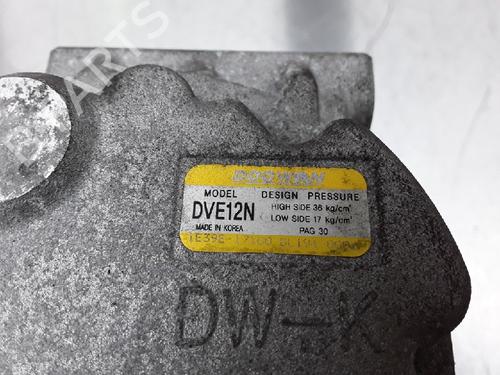 DOOWON
MODEL DESIGN PRESSURE
DVE12N HIGH SIDE 36 kg/cm²
LOW SIDE 17 kg/cm²
MADE IN KOREA PAG 30
DW-K